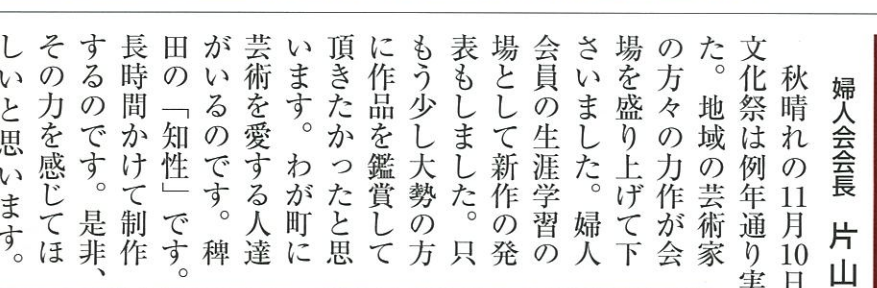 婦人会会長 片山
秋晴れの11月10日
文化祭は例年通り実
た。地域の芸術家
の方々の力作が会
場を盛り上げて下
さいました。婦人
会員の生涯学習の
場として新作の発
表もしました。只
もう少し大勢の方
に作品を鑑賞して
頂きたかったと思
います。わが町に
芸術を愛する人達
がいるのです。稗
田の「知性」です。
長時間かけて制作
するのです。是非、
その力を感じてほ
しいと思います。